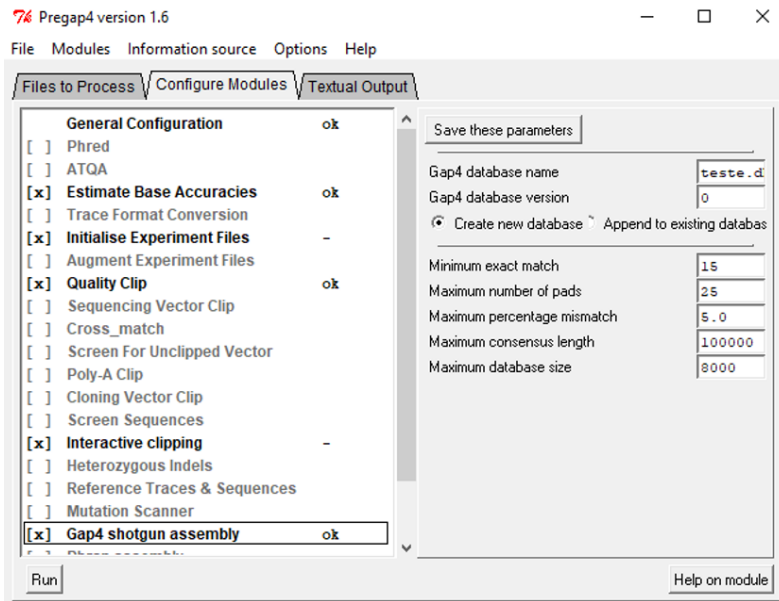 Pregap4 version 1.6
File Modules Information source Options Help
Files to Process Configure Modules Textual Output
General Configuration ok
[ ] Phred
[ ] ATQA
[x] Estimate Base Accuracies ok
[ ] Trace Format Conversion
[x] Initialise Experiment Files -
[ ] Augment Experiment Files
[x] Quality Clip ok
[ ] Sequencing Vector Clip
[ ] Cross_match
[ ] Screen For Unclipped Vector
[ ] Poly-A Clip
[ ] Cloning Vector Clip
[ ] Screen Sequences
[x] Interactive clipping -
[ ] Heterozygous Indels
[ ] Reference Traces & Sequences
[ ] Mutation Scanner
[x] Gap4 shotgun assembly ok
Save these parameters
Gap4 database name teste.d
Gap4 database version 0
Create new database Append to existing databas
Minimum exact match 15
Maximum number of pads 25
Maximum percentage mismatch 5.0
Maximum consensus length 100000
Maximum database size 8000
Run Help on module